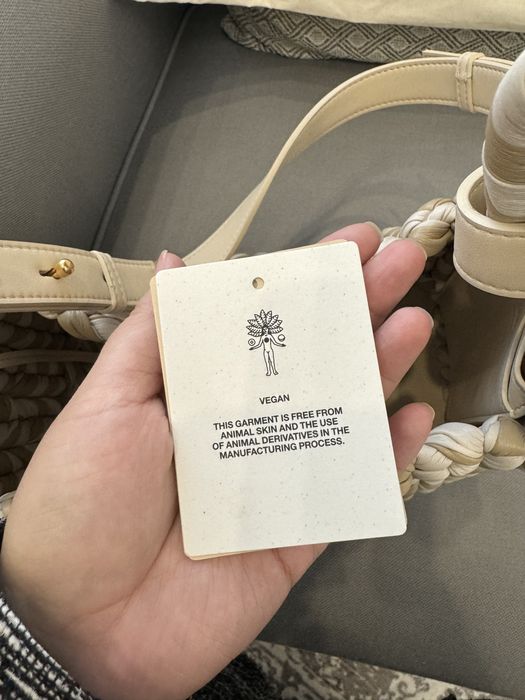 VEGAN
THIS GARMENT IS FREE FROM
ANIMAL SKIN AND THE USE
OF ANIMAL DERIVATIVES IN THE
MANUFACTURING PROCESS.